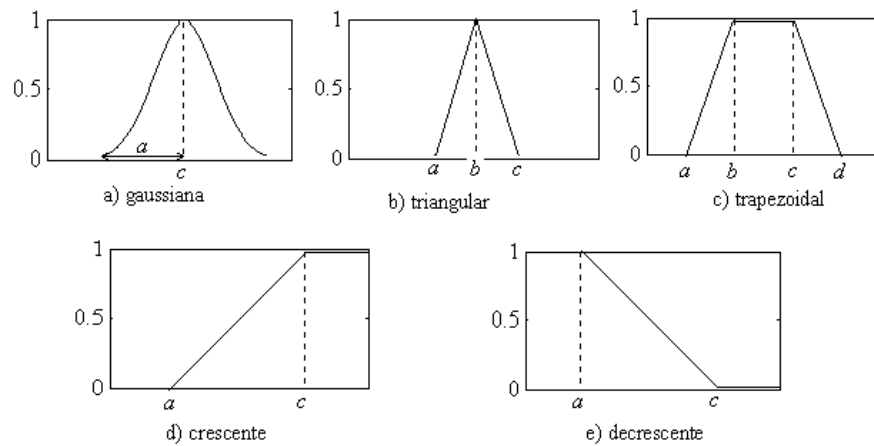 1
0.5
0
a
c
a) gaussiana
1
0.5
0
a b c
b) triangular
1
0.5
0
a b c d
c) trapezoidal
1
0.5
0
a c
d) crescente
1
0.5
0
a c
e) decrescente